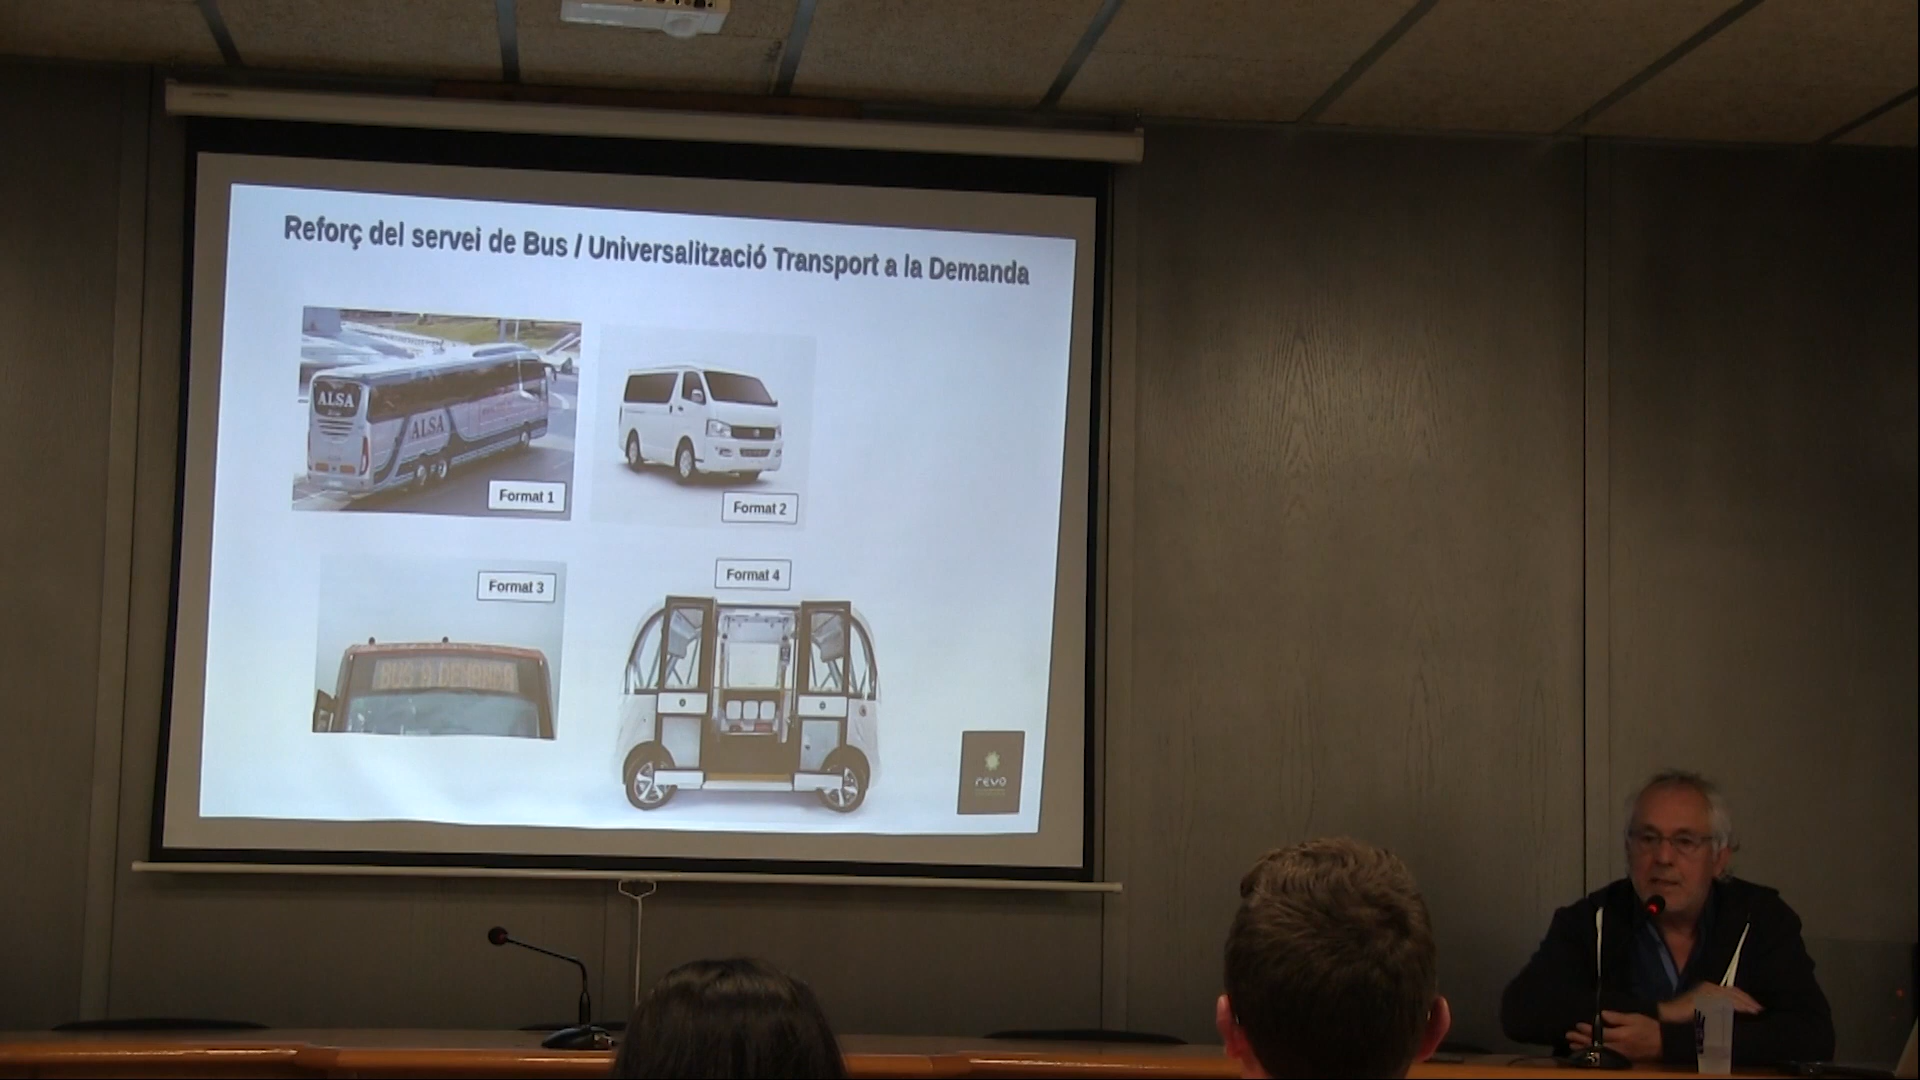 Reforç del servei de Bus / Universalització Transport a la Demanda
ALSA
ALSA
Format 1
Format 2
Format 3
Format 4
BUS A DEMANDA
revo